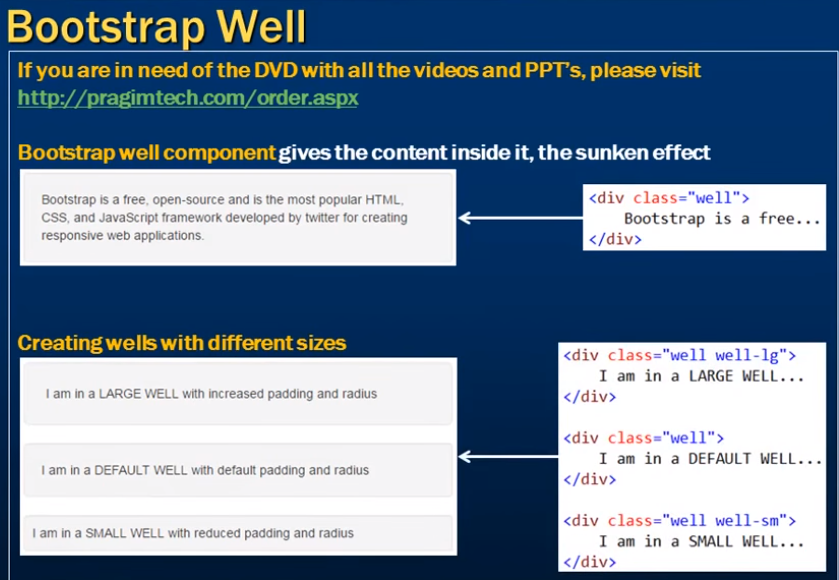 Bootstrap Well
If you are in need of the DVD with all the videos and PPT's, please visit
http://pragimtech.com/order.aspx
Bootstrap well component gives the content inside it, the sunken effect
Bootstrap is a free, open-source and is the most popular HTML,
CSS, and JavaScript framework developed by twitter for creating
responsive web applications.
<div class="well">
Bootstrap is a free...
</div>
Creating wells with different sizes
I am in a LARGE WELL with increased padding and radius
I am in a DEFAULT WELL with default padding and radius
I am in a SMALL WELL with reduced padding and radius
<div class="well well-lg">
I am in a LARGE WELL...
</div>
<div class="well">
I am in a DEFAULT WELL...
</div>
<div class="well well-sm">
I am in a SMALL WELL...
</div>